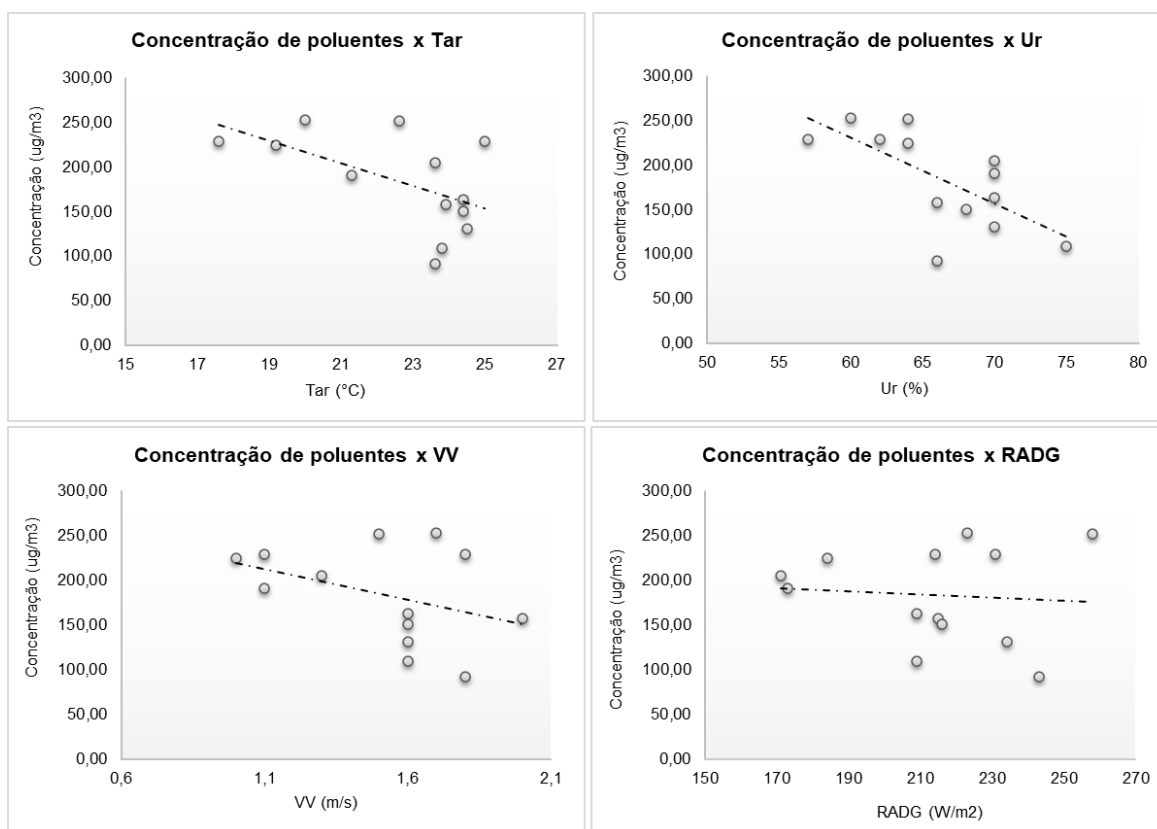 Concentração de poluentes x Tar
Concentração (ug/m3)
300,00
250,00
200,00
150,00
100,00
50,00
0,00
15 17 19 21 23 25 27
Tar (°C)
Concentração de poluentes x Ur
Concentração (ug/m3)
300,00
250,00
200,00
150,00
100,00
50,00
0,00
50 55 60 65 70 75 80
Ur (%)
Concentração de poluentes x VV
Concentração (ug/m3)
300,00
250,00
200,00
150,00
100,00
50,00
0,00
0,6 1,1 1,6 2,1
VV (m/s)
Concentração de poluentes x RADG
Concentração (ug/m3)
300,00
250,00
200,00
150,00
100,00
50,00
0,00
150 170 190 210 230 250 270
RADG (W/m2)